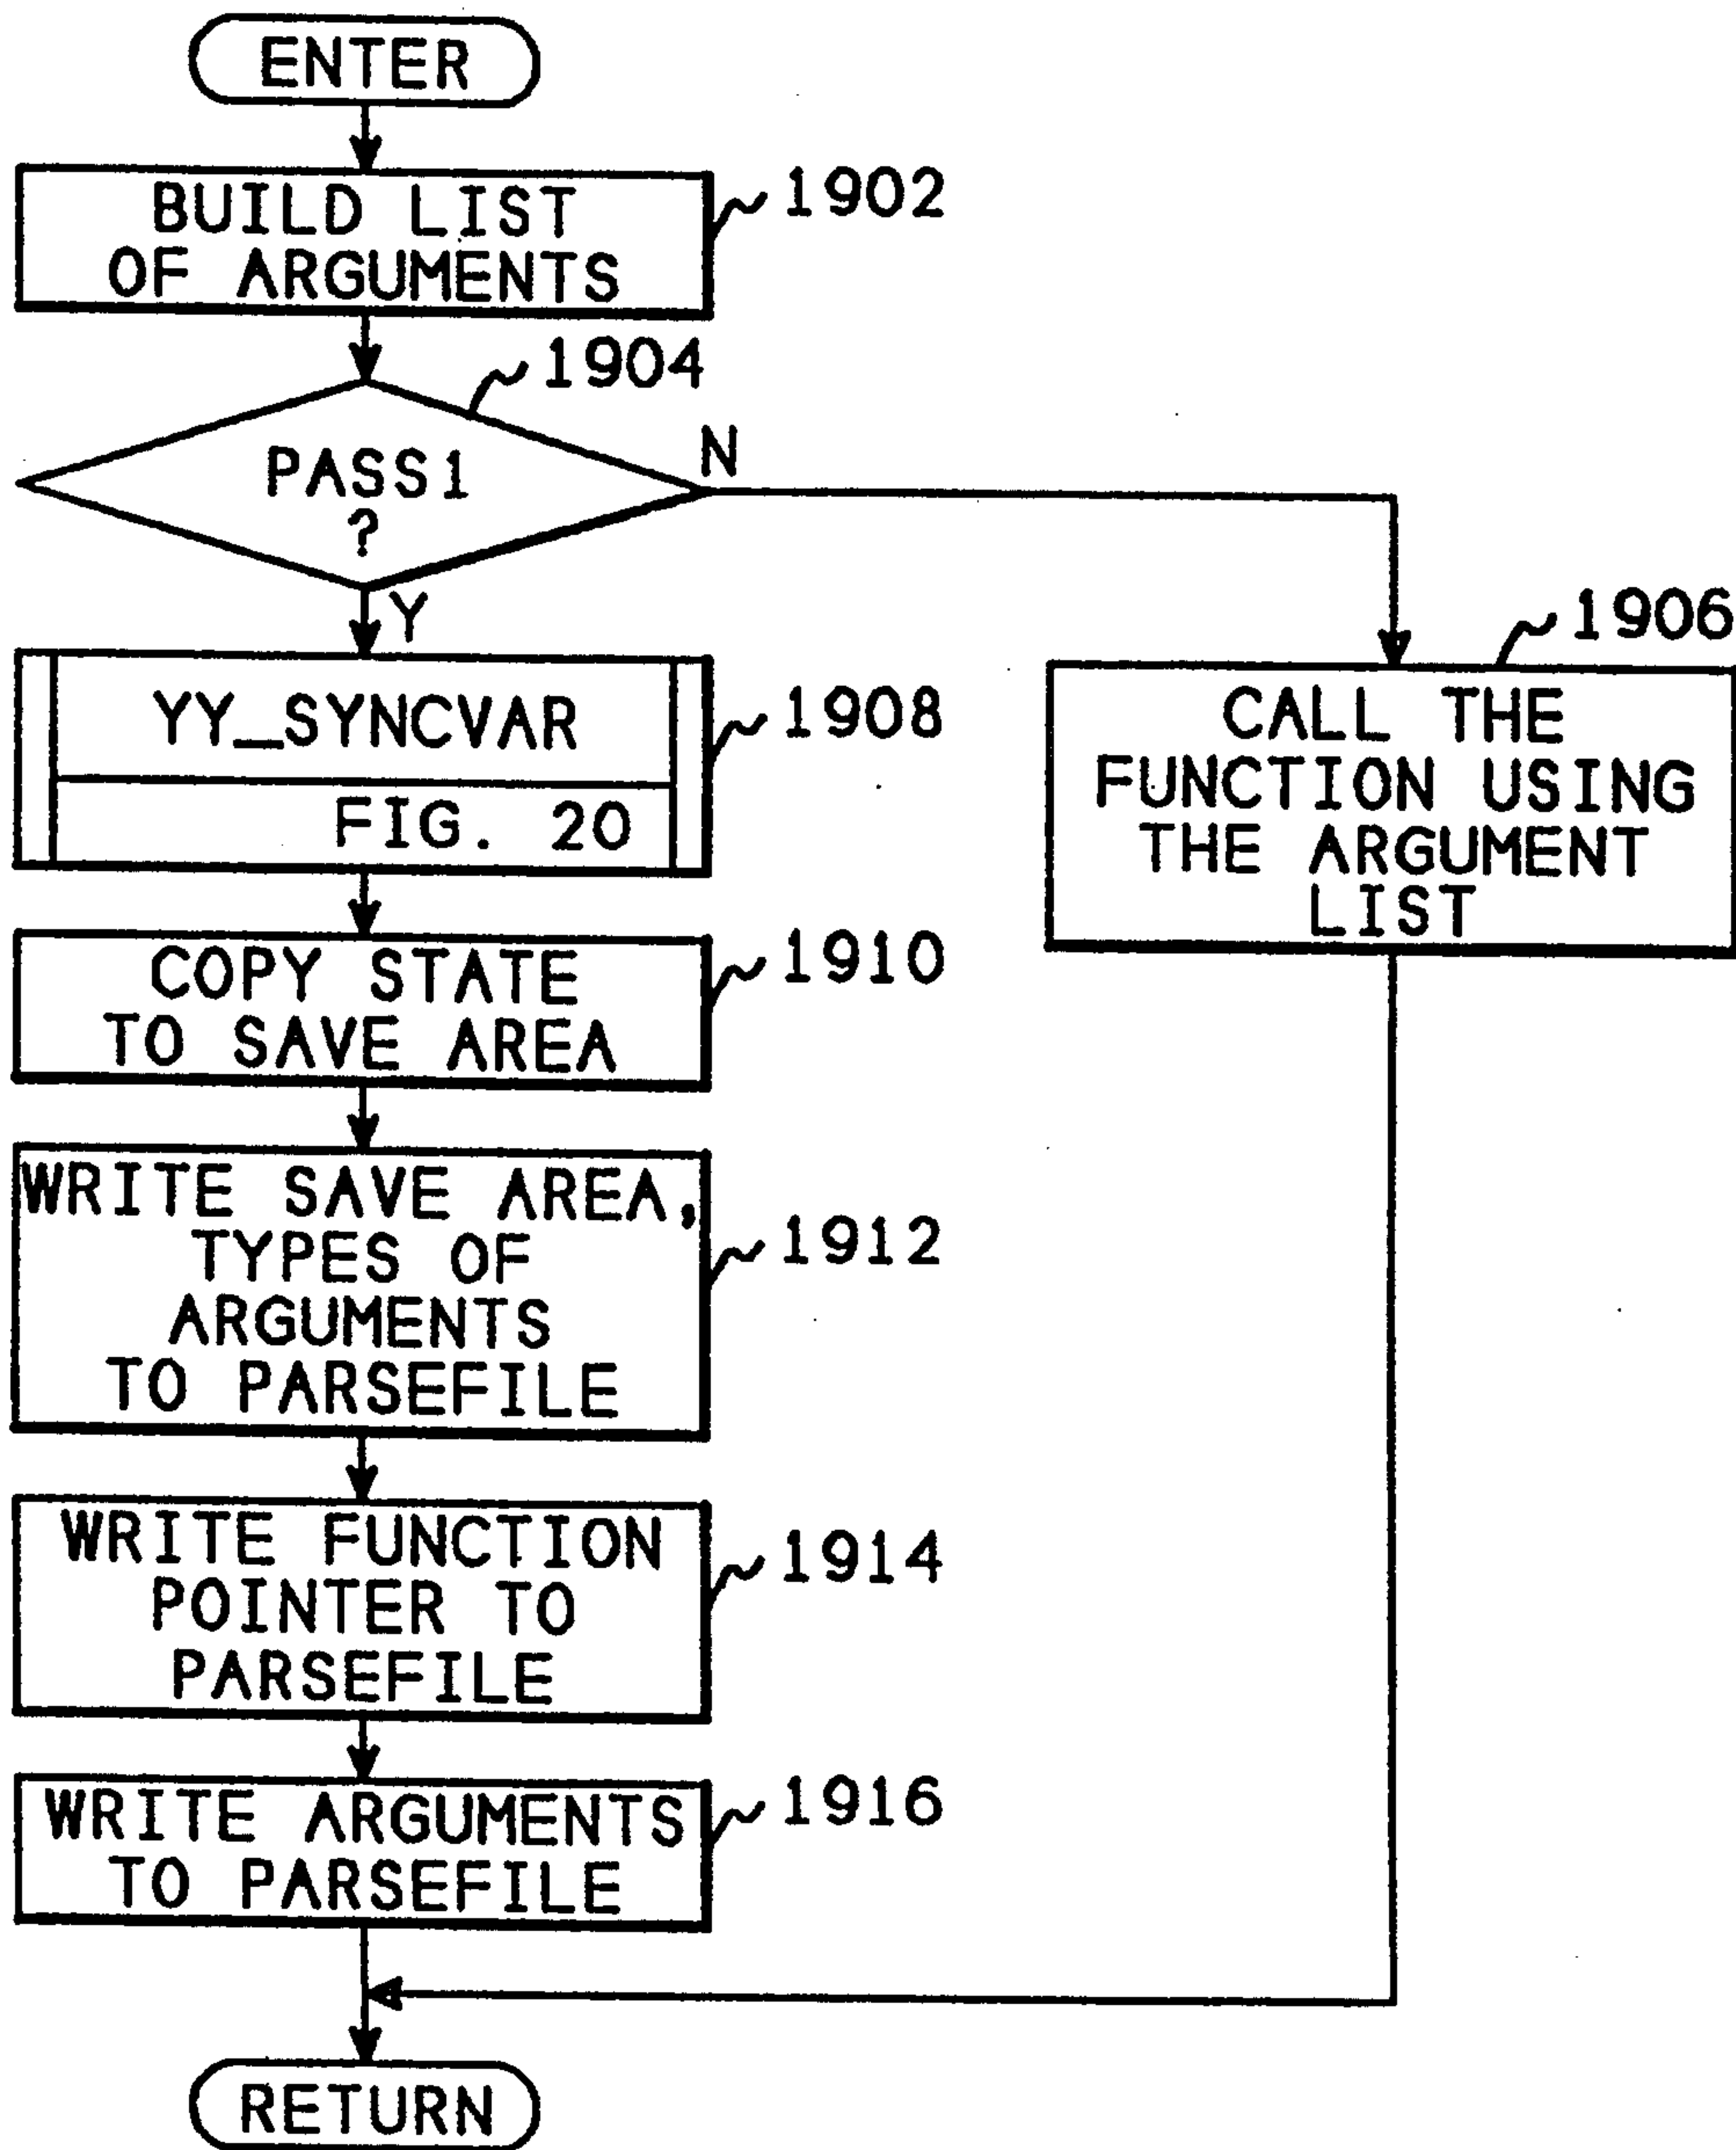 ENTER
BUILD LIST
OF ARGUMENTS
1902
1904
PASS1
?
N
Y
1906
CALL THE
FUNCTION USING
THE ARGUMENT
LIST
YY_SYNCVAR
FIG. 20
1908
COPY STATE
TO SAVE AREA
1910
WRITE SAVE AREA,
TYPES OF
ARGUMENTS
TO PARSEFILE
1912
WRITE FUNCTION
POINTER TO
PARSEFILE
1914
WRITE ARGUMENTS
TO PARSEFILE
1916
RETURN